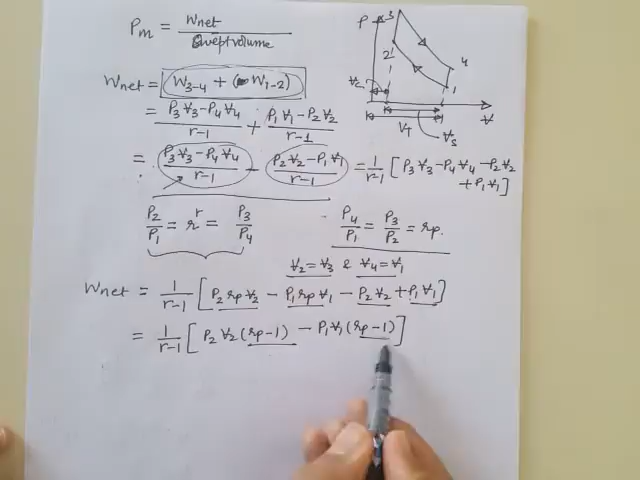 Pm = Wnet / Sweptvolume
Wnet = W3-4 + (W1-2)
= (P3V3 - P4V4)/(r-1) + (P1V1 - P2V2)/(r-1)
= (P3V3 - P4V4)/(r-1) - (P2V2 - P1V1)/(r-1) = 1/(r-1) [P3V3 - P4V4 - P2V2
+ P1V1]
P2/P1 = r^r = P3/P4
P4/P1 = P3/P2 = rp.
V2 = V3 & V4 = V1
Wnet = 1/(r-1) [P2 rp V2 - P1 rp V1 - P2V2 + P1V1]
= 1/(r-1) [P2V2 (rp-1) - P1V1 (rp-1)]
P
3
2
4
1
Vc
V
VT
Vs